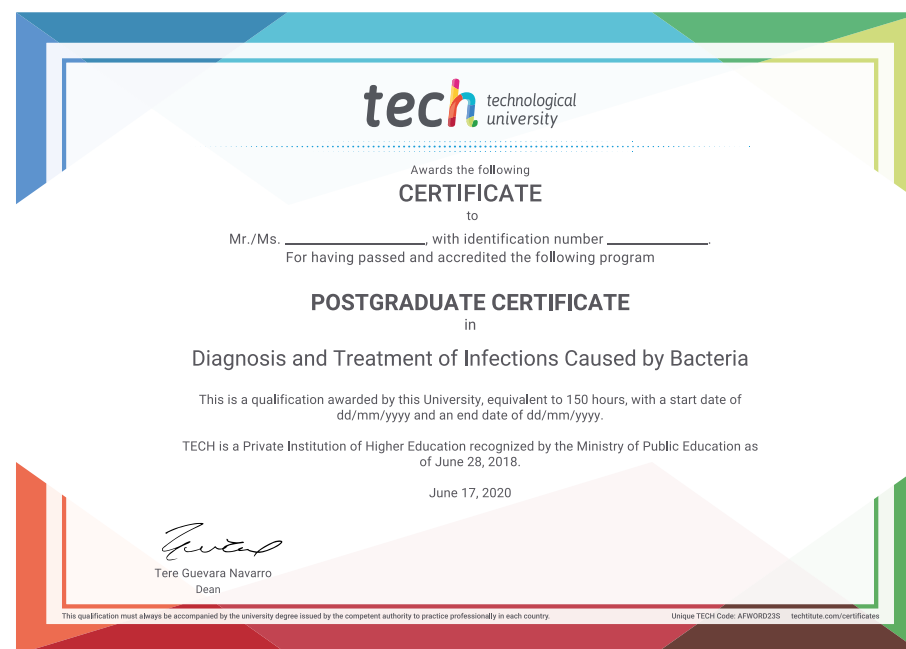 tech technological
university
Awards the following
CERTIFICATE
to
Mr./Ms. ____________________, with identification number ______________.
For having passed and accredited the following program
POSTGRADUATE CERTIFICATE
in
Diagnosis and Treatment of Infections Caused by Bacteria
This is a qualification awarded by this University, equivalent to 150 hours, with a start date of
dd/mm/yyyy and an end date of dd/mm/yyyy.
TECH is a Private Institution of Higher Education recognized by the Ministry of Public Education as
of June 28, 2018.
June 17, 2020
Tere Guevara Navarro
Dean
This qualification must always be accompanied by the university degree issued by the competent authority to practice professionally in each country.
Unique TECH Code: AFWORD23S techtitute.com/certificates